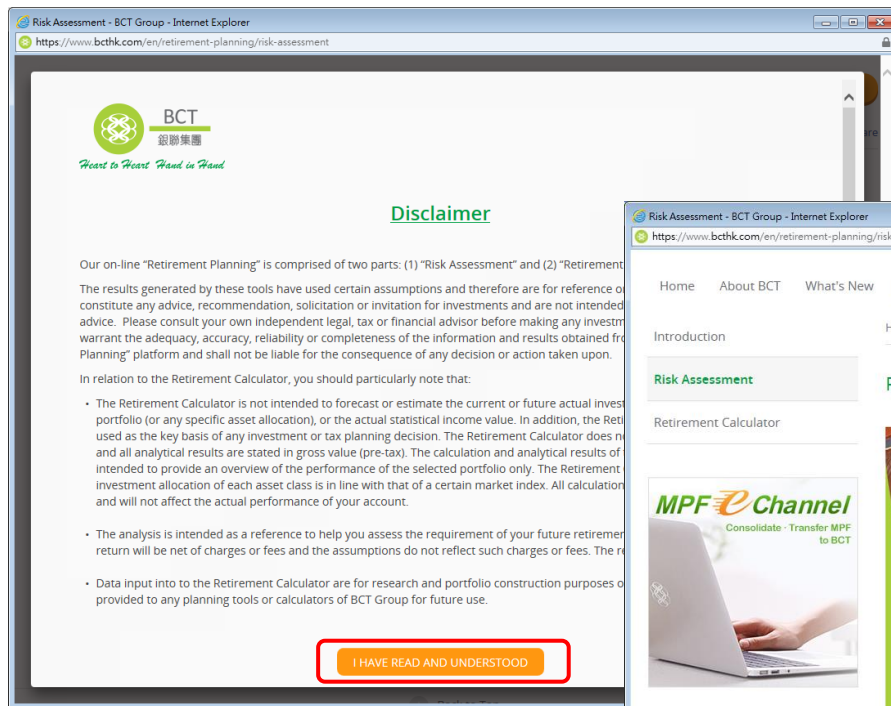 Risk Assessment - BCT Group - Internet Explorer
https://www.bcthk.com/en/retirement-planning/risk-assessment
BCT
銀聯集團
Heart to Heart Hand in Hand
Disclaimer
Our on-line “Retirement Planning” is comprised of two parts: (1) “Risk Assessment” and (2) “Retirement
The results generated by these tools have used certain assumptions and therefore are for reference
constitute any advice, recommendation, solicitation or invitation for investments and are not intended
advice. Please consult your own independent legal, tax or financial advisor before making any
warrant the adequacy, accuracy, reliability or completeness of the information and results obtained
Planning” platform and shall not be liable for the consequence of any decision or action taken upon.
In relation to the Retirement Calculator, you should particularly note that:
• The Retirement Calculator is not intended to forecast or estimate the current or future actual
portfolio (or any specific asset allocation), or the actual statistical income value. In addition, the
used as the key basis of any investment or tax planning decision. The Retirement Calculator does
and all analytical results are stated in gross value (pre-tax). The calculation and analytical results of
intended to provide an overview of the performance of the selected portfolio only. The Retirement
investment allocation of each asset class is in line with that of a certain market index. All calculation
and will not affect the actual performance of your account.
• The analysis is intended as a reference to help you assess the requirement of your future
return will be net of charges or fees and the assumptions do not reflect such charges or fees. The
• Data input into to the Retirement Calculator are for research and portfolio construction purposes
provided to any planning tools or calculators of BCT Group for future use.
I HAVE READ AND UNDERSTOOD
Back to Top
Risk Assessment - BCT Group - Internet Explorer
https://www.bcthk.com/en/retirement-planning/risk
Home About BCT What's New
Introduction
Risk Assessment
Retirement Calculator
MPF eChannel
Consolidate · Transfer MPF
to BCT